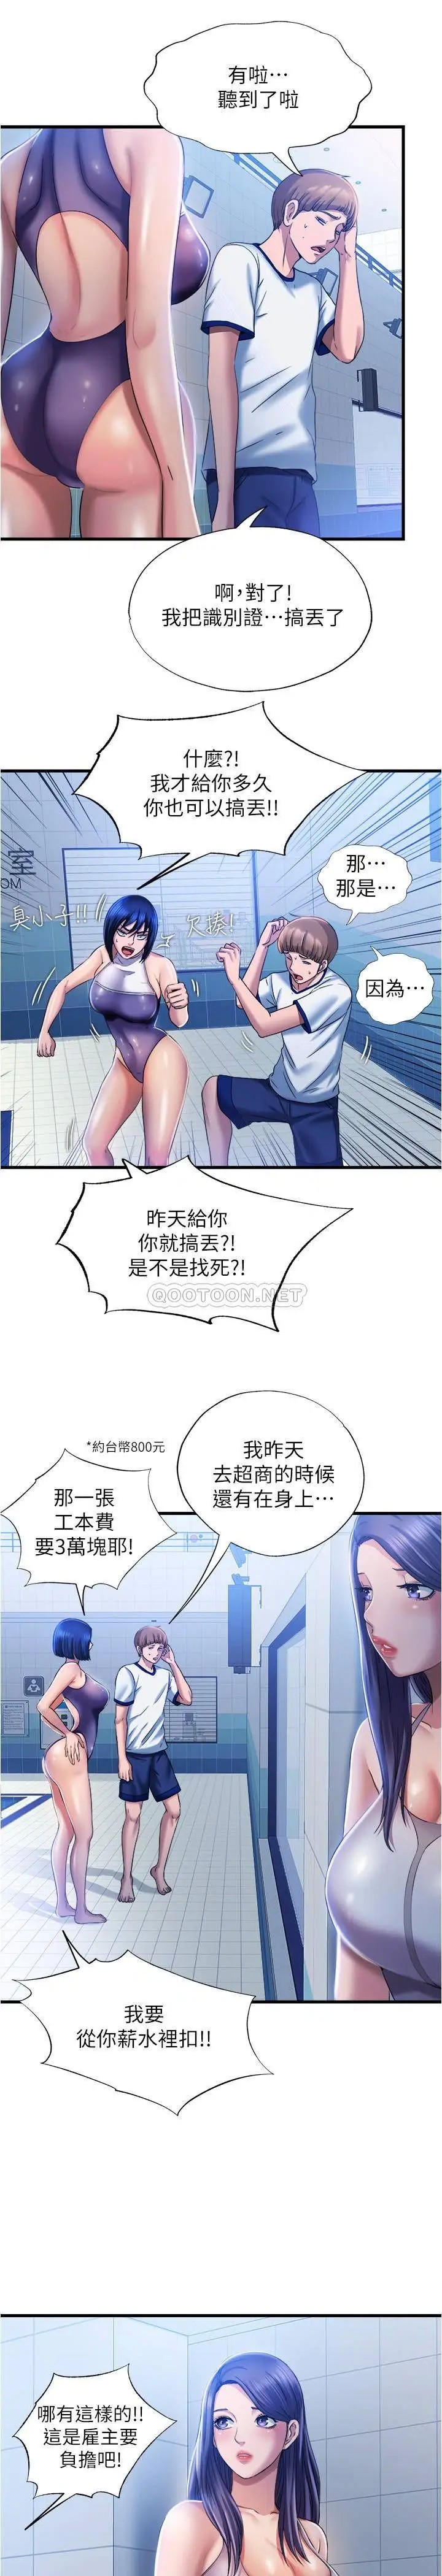 有啦…
聽到了啦
啊，對了!
我把識別證…搞丟了
什麼?!
我才給你多久
你也可以搞丟!!
室
臭小子!!
欠揍!
那…
那是…
因為…
昨天給你
你就搞丟?!
是不是找死?!
QOOTOON.NET
*約台幣800元
我昨天
去超商的時候
還有在身上…
那一張
工本費
要3萬塊耶!
我要
從你薪水裡扣!!
哪有這樣的!!
這是雇主要
負擔吧!